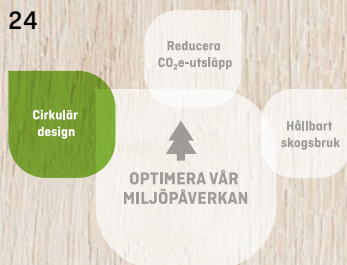 24
Reducera
CO₂e-utsläpp
Cirkulär
design
Hållbart
skogsbruk
OPTIMERA VÅR
MILJÖPÅVERKAN